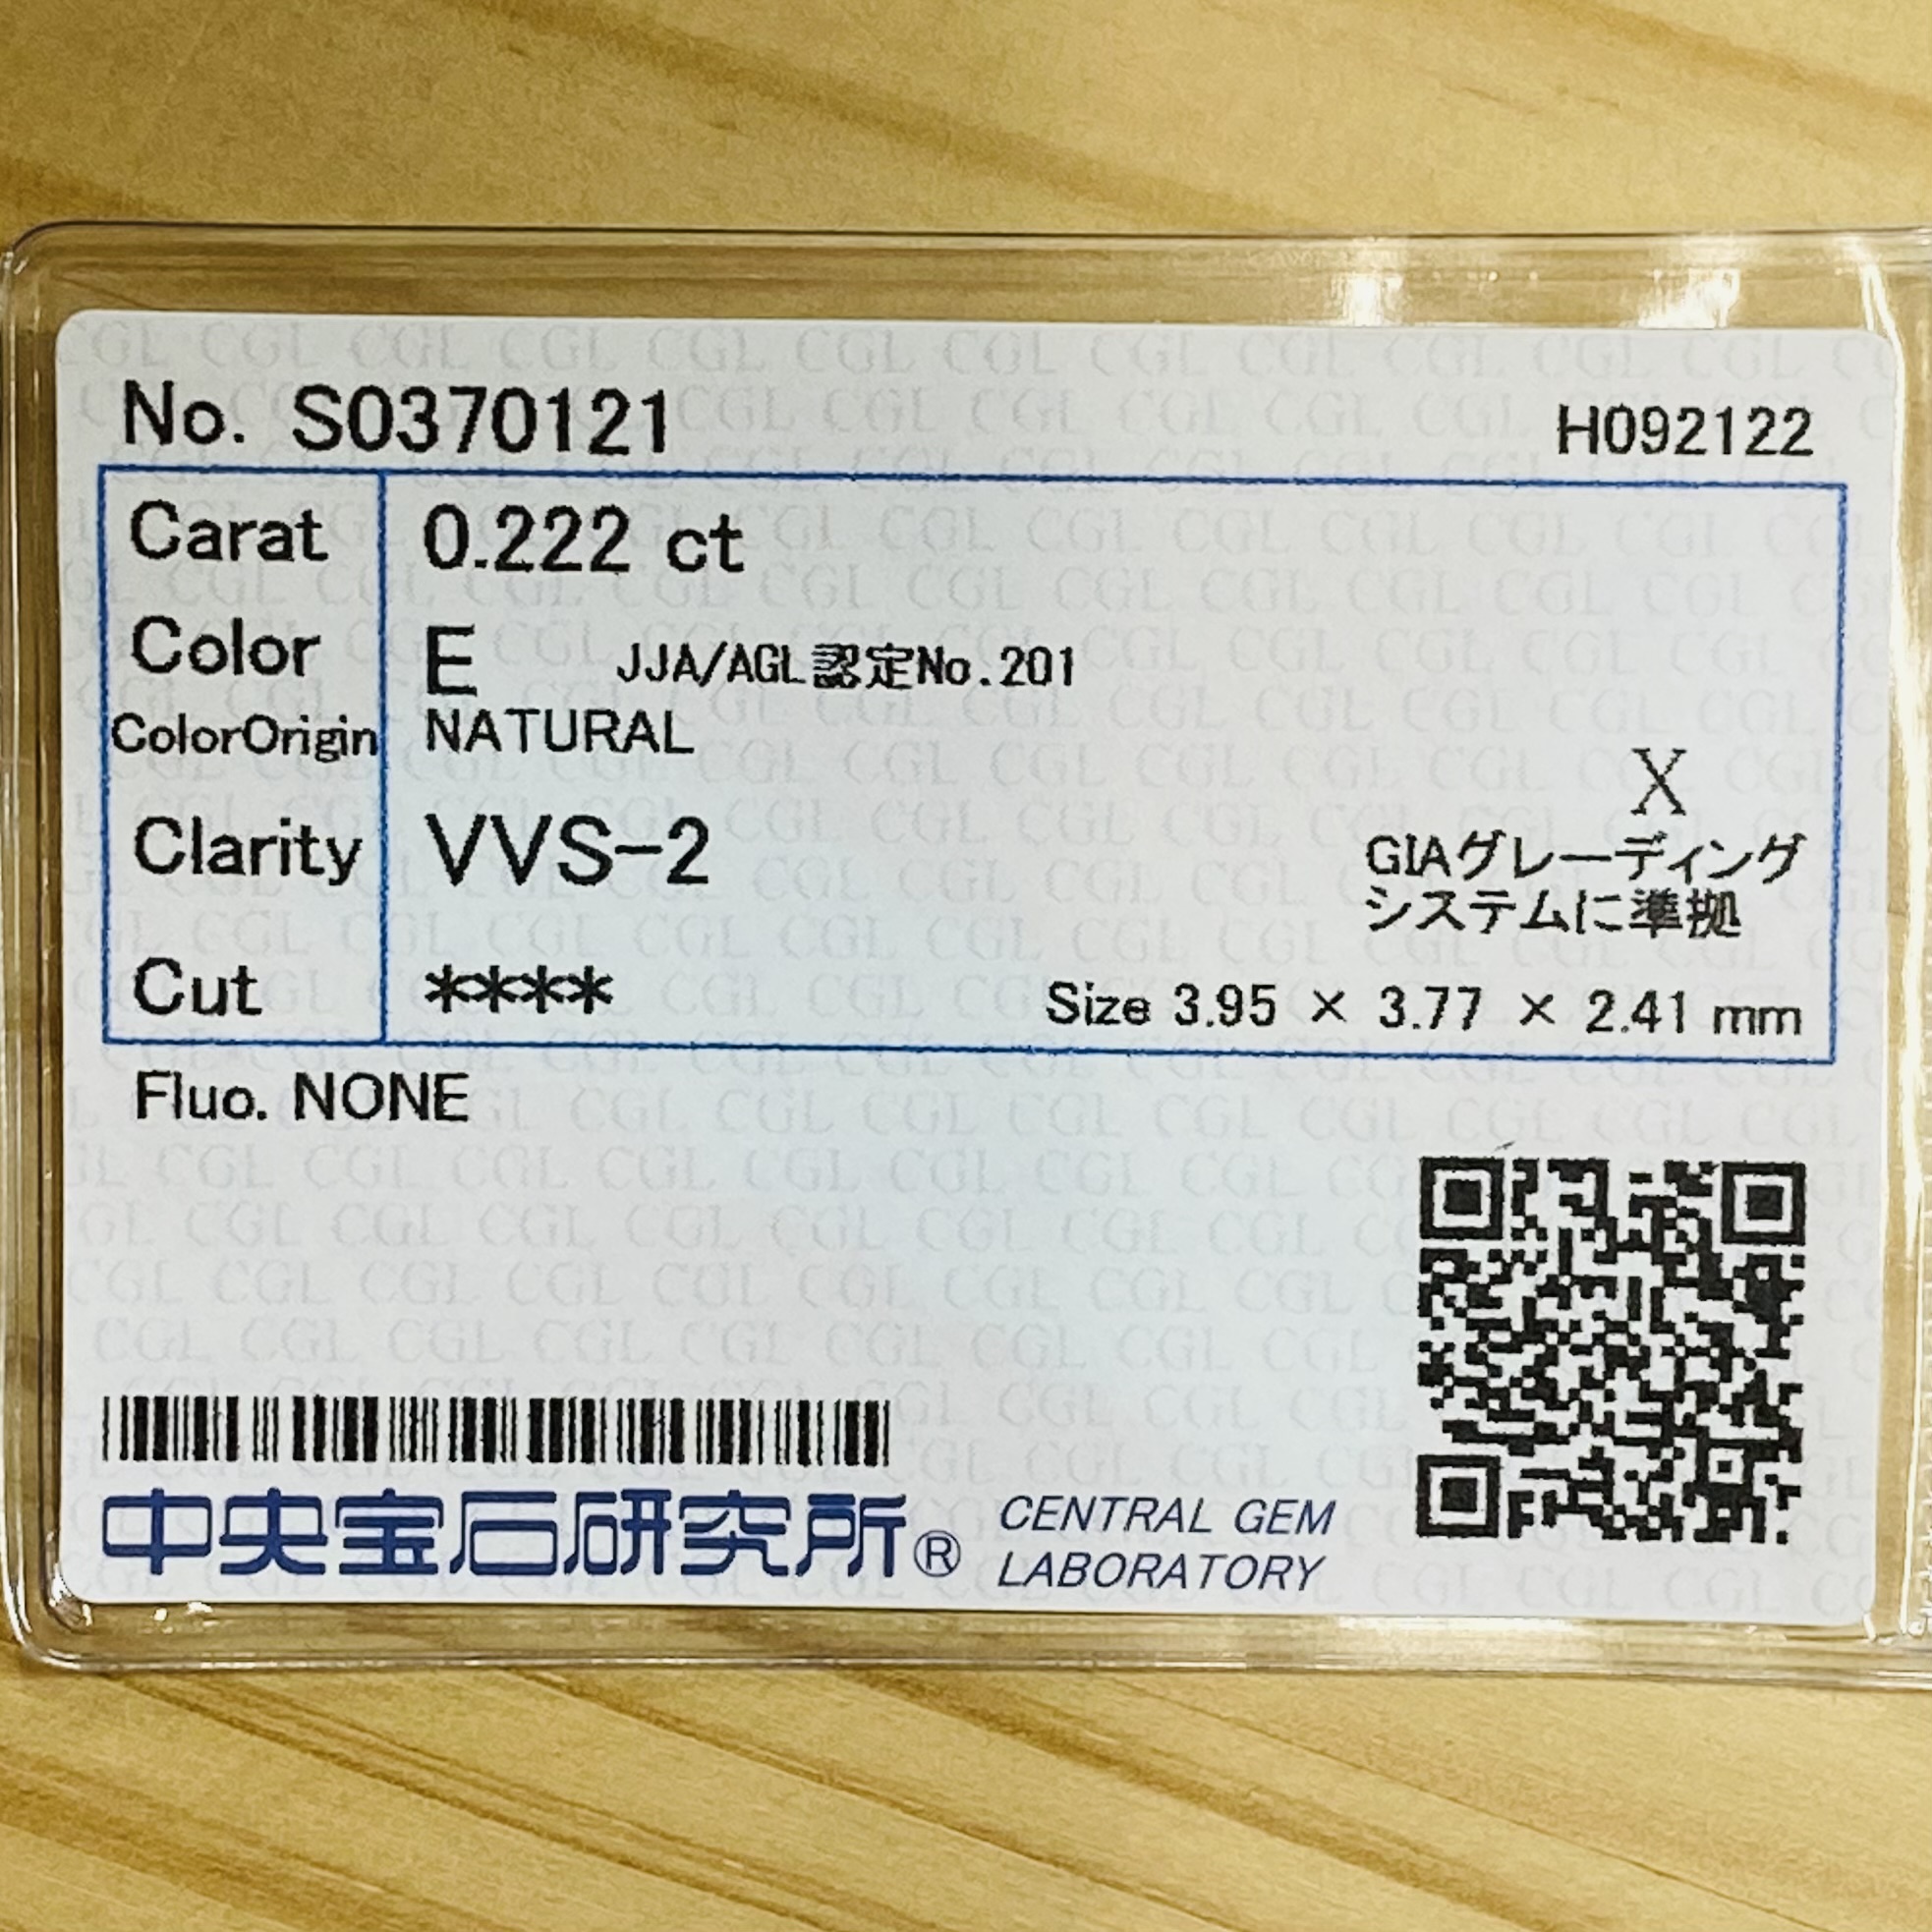 No. S0370121 H092122
Carat 0.222 ct
Color E JJA/AGL認定No.201
ColorOrigin NATURAL
X
Clarity VVS-2 GIAグレーディング
システムに準拠
Cut **** Size 3.95 × 3.77 × 2.41 mm
Fluo. NONE
中央宝石研究所® CENTRAL GEM
LABORATORY